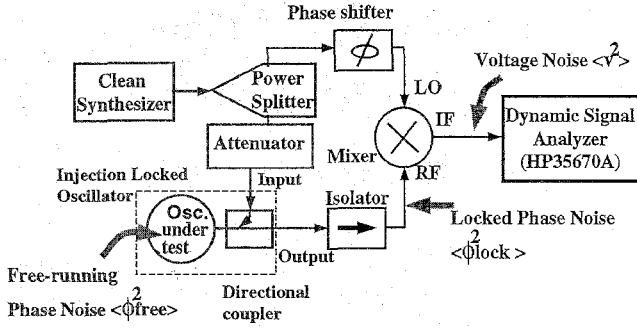 Phase shifter
ϕ
Clean
Synthesizer
Power
Splitter
Attenuator
LO
Voltage Noise <v²>
IF
Mixer
RF
Dynamic Signal
Analyzer
(HP35670A)
Injection Locked
Oscillator
Input
Isolator
Osc.
under
test
Output
Locked Phase Noise
<ϕ²lock >
Free-running
Phase Noise <ϕ²free>
Directional
coupler